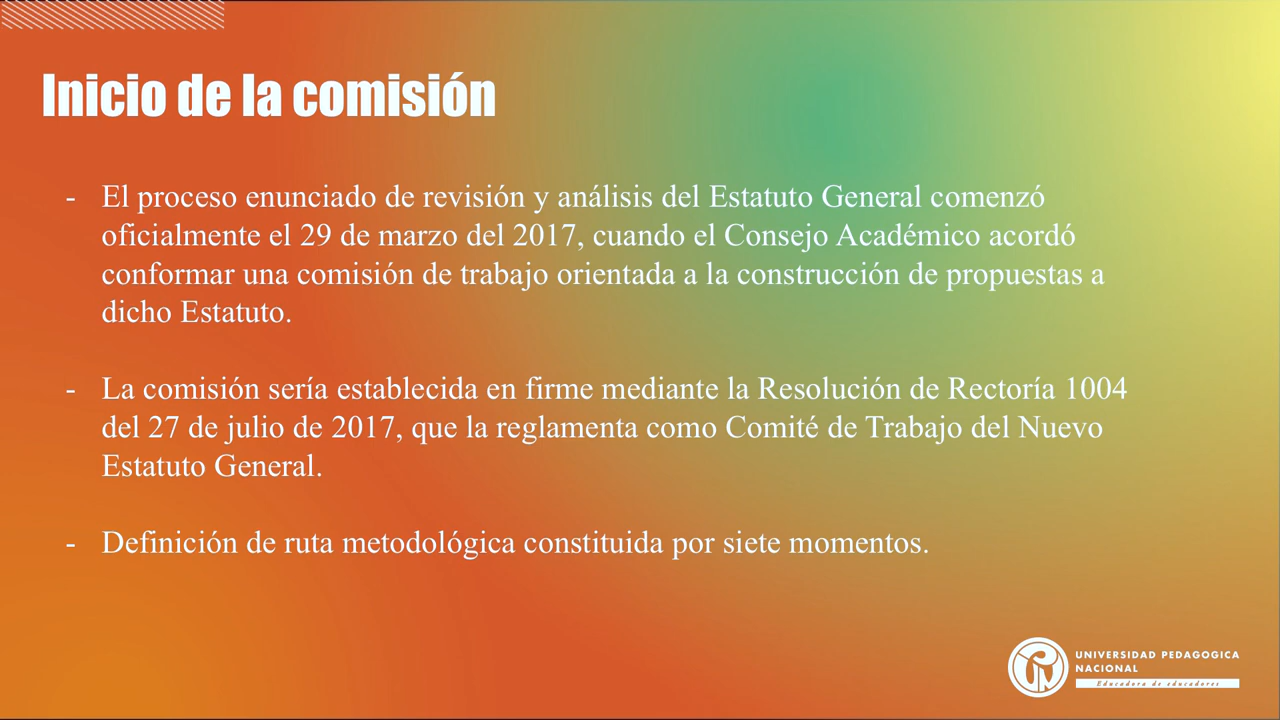 Inicio de la comisión
- El proceso enunciado de revisión y análisis del Estatuto General comenzó
oficialmente el 29 de marzo del 2017, cuando el Consejo Académico acordó
conformar una comisión de trabajo orientada a la construcción de propuestas a
dicho Estatuto.
- La comisión sería establecida en firme mediante la Resolución de Rectoría 1004
del 27 de julio de 2017, que la reglamenta como Comité de Trabajo del Nuevo
Estatuto General.
- Definición de ruta metodológica constituida por siete momentos.
UNIVERSIDAD PEDAGOGICA
NACIONAL
Educadora de educadores